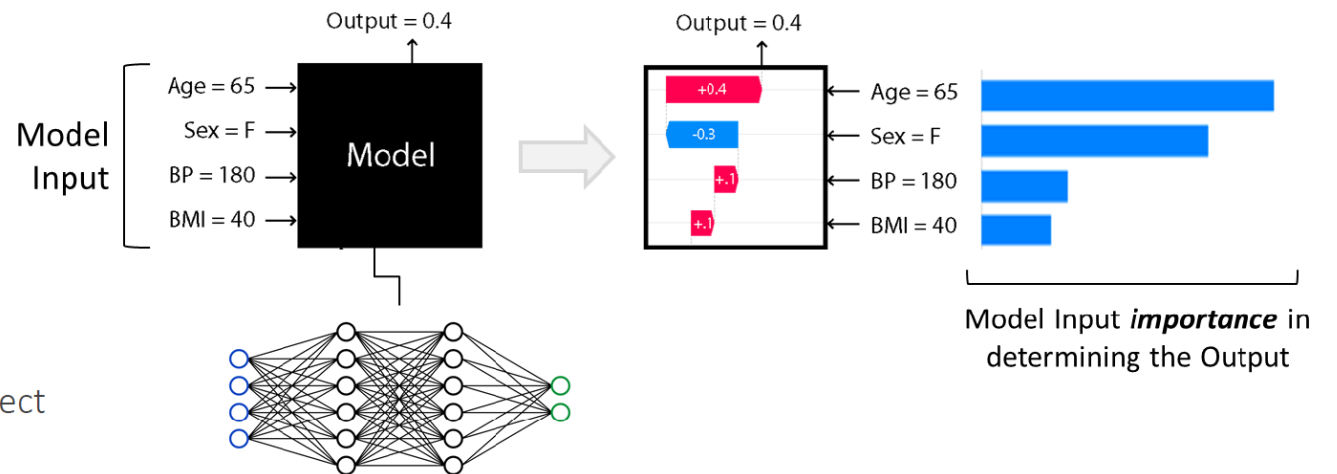 Output = 0.4
Model
Input
Age = 65
Sex = F
BP = 180
BMI = 40
Model
Output = 0.4
+0.4
-0.3
+.1
+.1
Age = 65
Sex = F
BP = 180
BMI = 40
Model Input importance in
determining the Output
ect